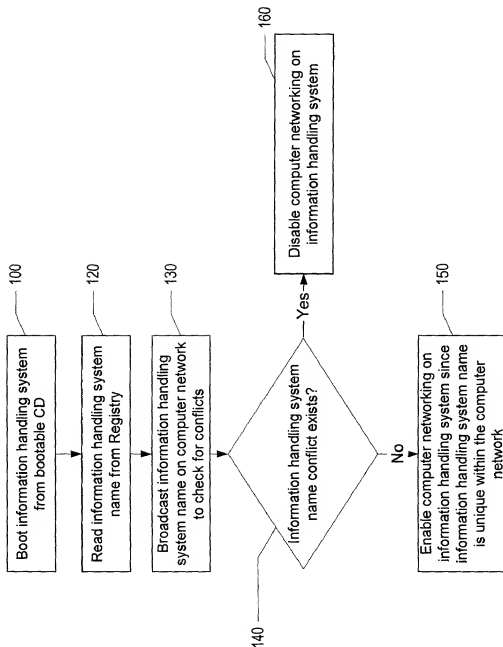 100
Boot information handling system
from bootable CD
120
Read information handling system
name from Registry
130
Broadcast information handling
system name on computer network
to check for conflicts
140
Information handling system
name conflict exists?
Yes
160
Disable computer networking on
information handling system
No
150
Enable computer networking on
information handling system since
information handling system name
is unique within the computer
network